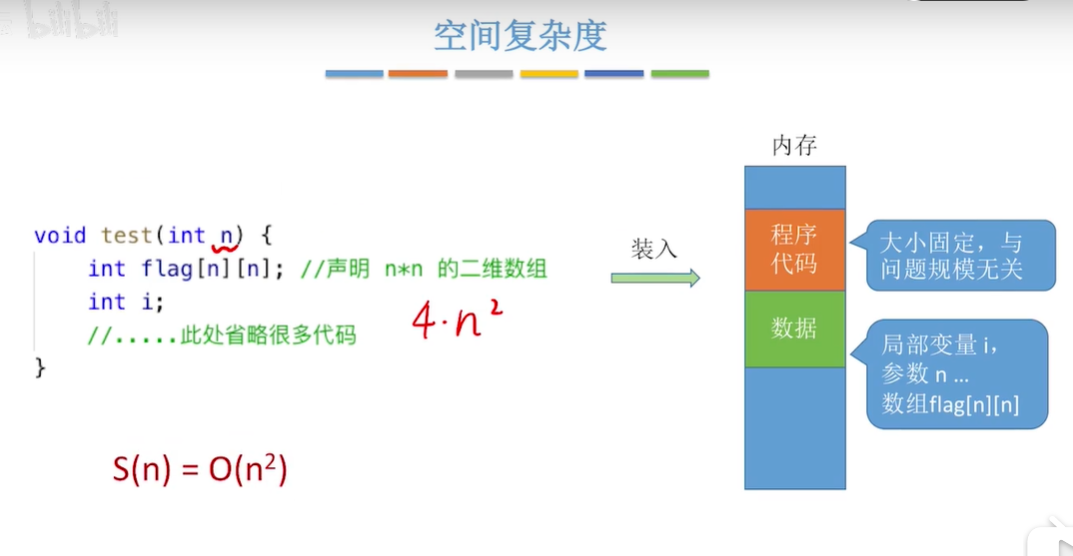 bilibili
空间复杂度
void test(int n) {
int flag[n][n]; //声明 n*n 的二维数组
int i;
//.....此处省略很多代码
}
4·n²
S(n) = O(n²)
装入
内存
程序
代码
数据
大小固定，与
问题规模无关
局部变量 i，
参数 n ...
数组flag[n][n]